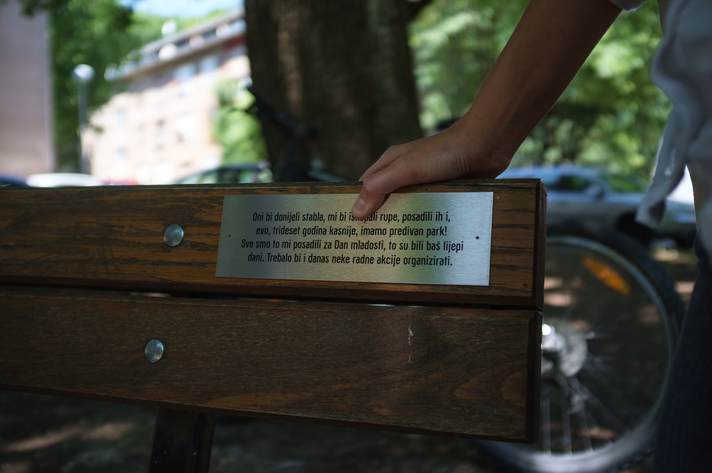 Oni bi donijeli stabla, mi bi iskopali rupe, posadili ih i,
evo, trideset godina kasnije, imamo predivan park!
Sve smo to mi posadili za Dan mladosti, to su bili baš lijepi
dani. Trebalo bi i danas neke radne akcije organizirati.